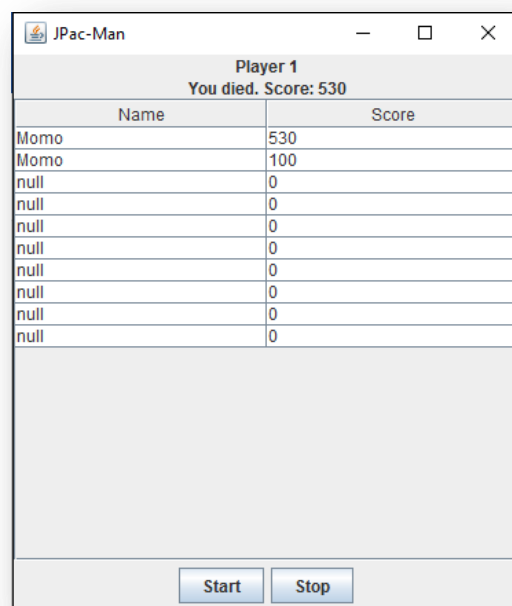 JPac-Man
Player 1
You died. Score: 530
Name Score
Momo 530
Momo 100
null 0
null 0
null 0
null 0
null 0
null 0
null 0
null 0
Start Stop